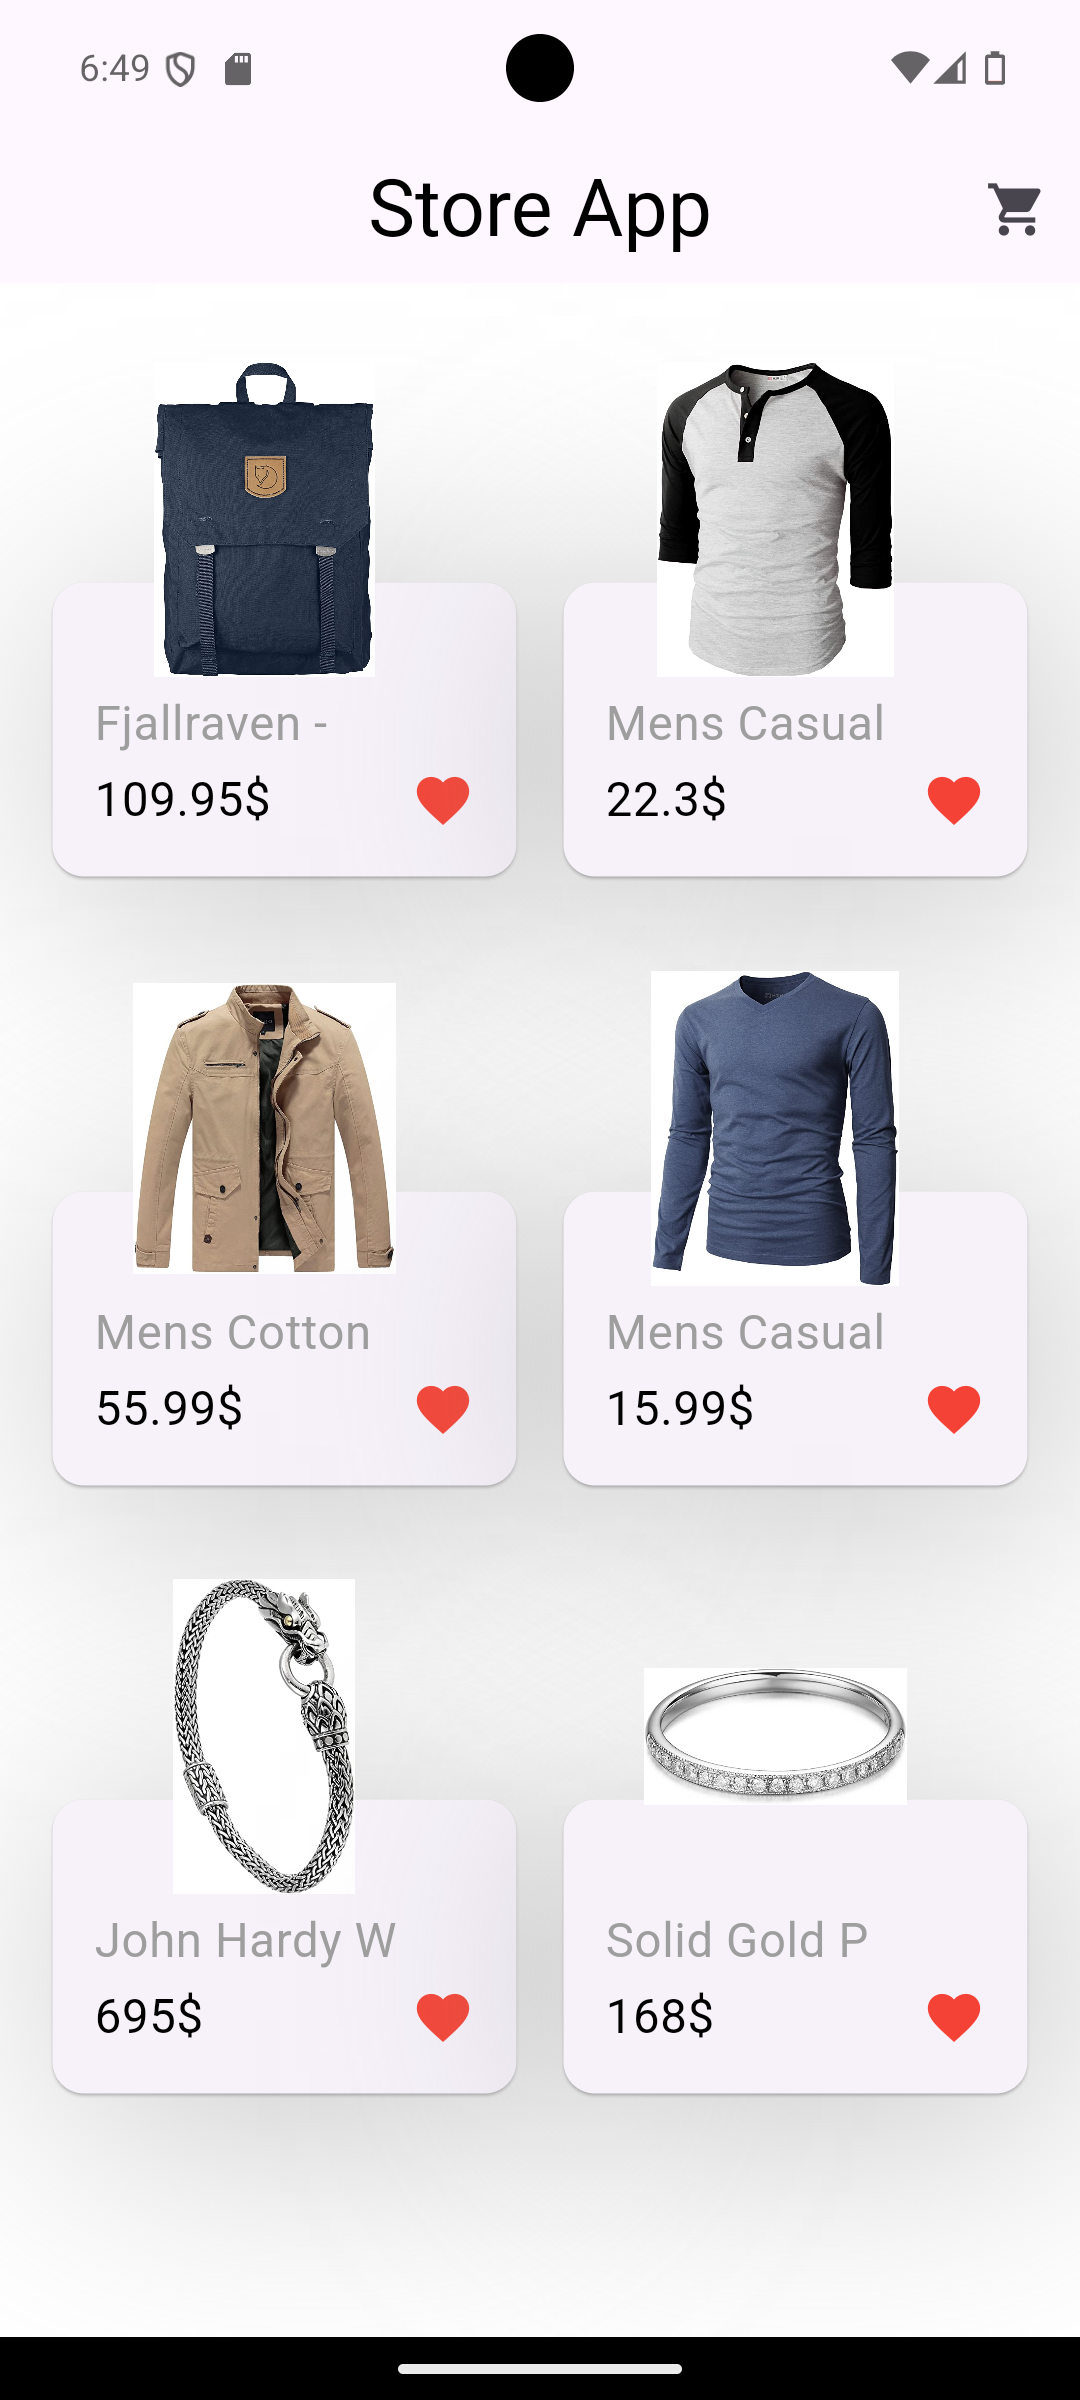 6:49
Store App
Fjallraven -
109.95$
Mens Casual
22.3$
Mens Cotton
55.99$
Mens Casual
15.99$
John Hardy W
695$
Solid Gold P
168$